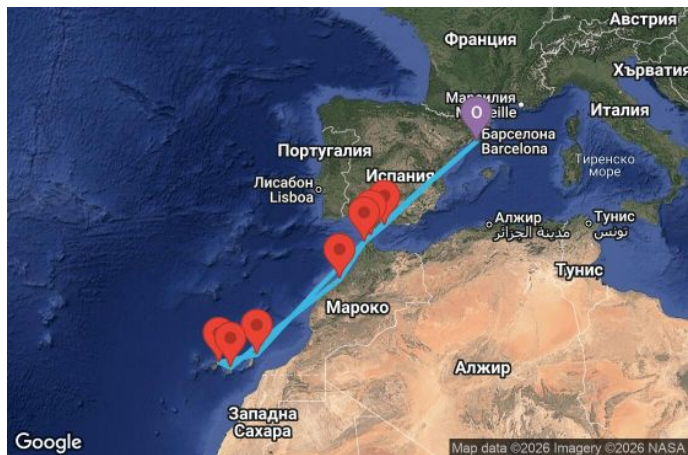 Австрия
Франция
Хърватия
Марсилия
Marseille
Италия
О
Барселона
Barcelona
Португалия
Испания
Тиренско
море
Лисабон
Lisboa
Алжир
مدينة الجزائر
Тунис
تونس
Тунис
Мароко
Алжир
Западна
Сахара
Google
Map data ©2026 Imagery ©2026 NASA